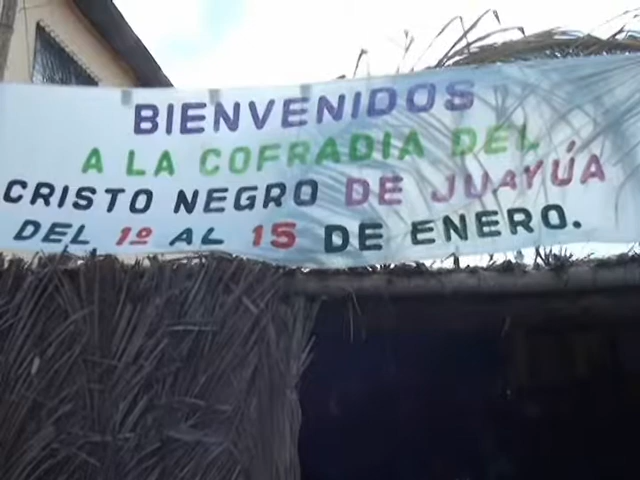 BIENVENIDOS
A LA COFRADIA DEL
CRISTO NEGRO DE JUAYÚA
DEL 1º AL 15 DE ENERO.